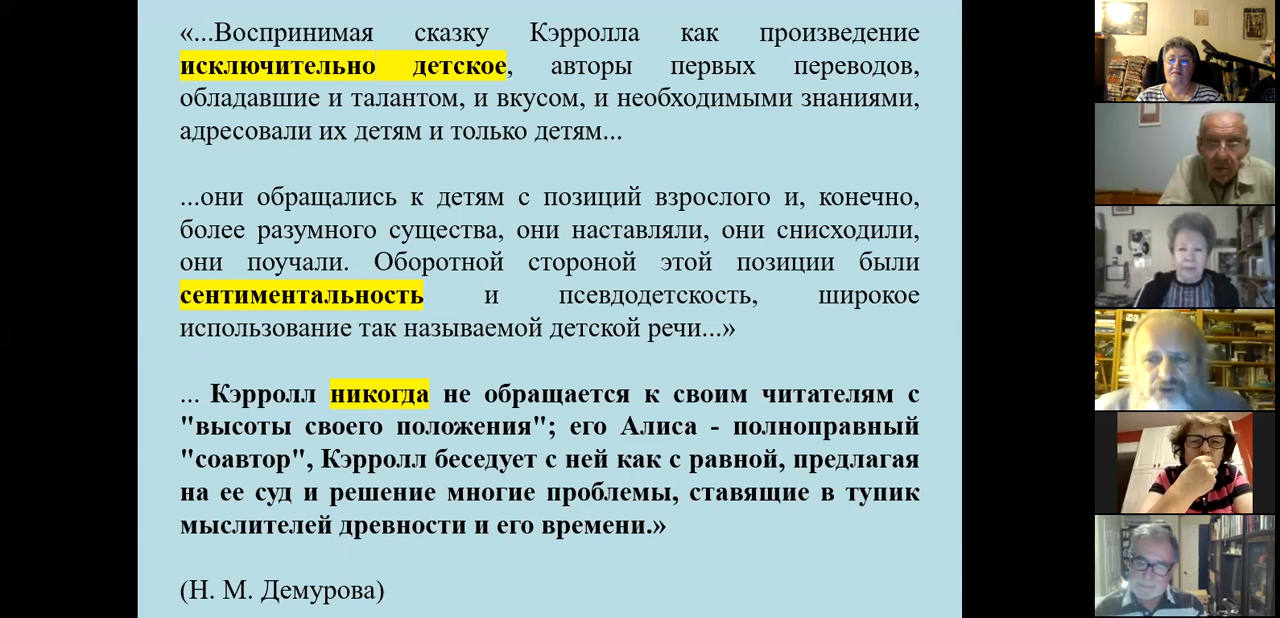 «...Воспринимая сказку Кэрролла как произведение
исключительно детское, авторы первых переводов,
обладавшие и талантом, и вкусом, и необходимыми знаниями,
адресовали их детям и только детям...
...они обращались к детям с позиций взрослого и, конечно,
более разумного существа, они наставляли, они снисходили,
они поучали. Оборотной стороной этой позиции были
сентиментальность и псевдодетскость, широкое
использование так называемой детской речи...»
... Кэрролл никогда не обращается к своим читателям с
"высоты своего положения"; его Алиса - полноправный
"соавтор", Кэрролл беседует с ней как с равной, предлагая
на ее суд и решение многие проблемы, ставящие в тупик
мыслителей древности и его времени.»
(Н. М. Демурова)